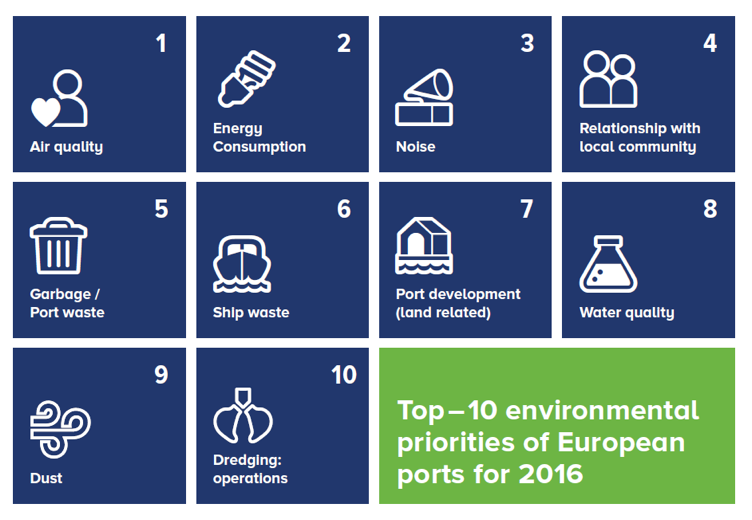 1
Air quality
2
Energy
Consumption
3
Noise
4
Relationship with
local community
5
Garbage /
Port waste
6
Ship waste
7
Port development
(land related)
8
Water quality
9
Dust
10
Dredging:
operations
Top–10 environmental
priorities of European
ports for 2016